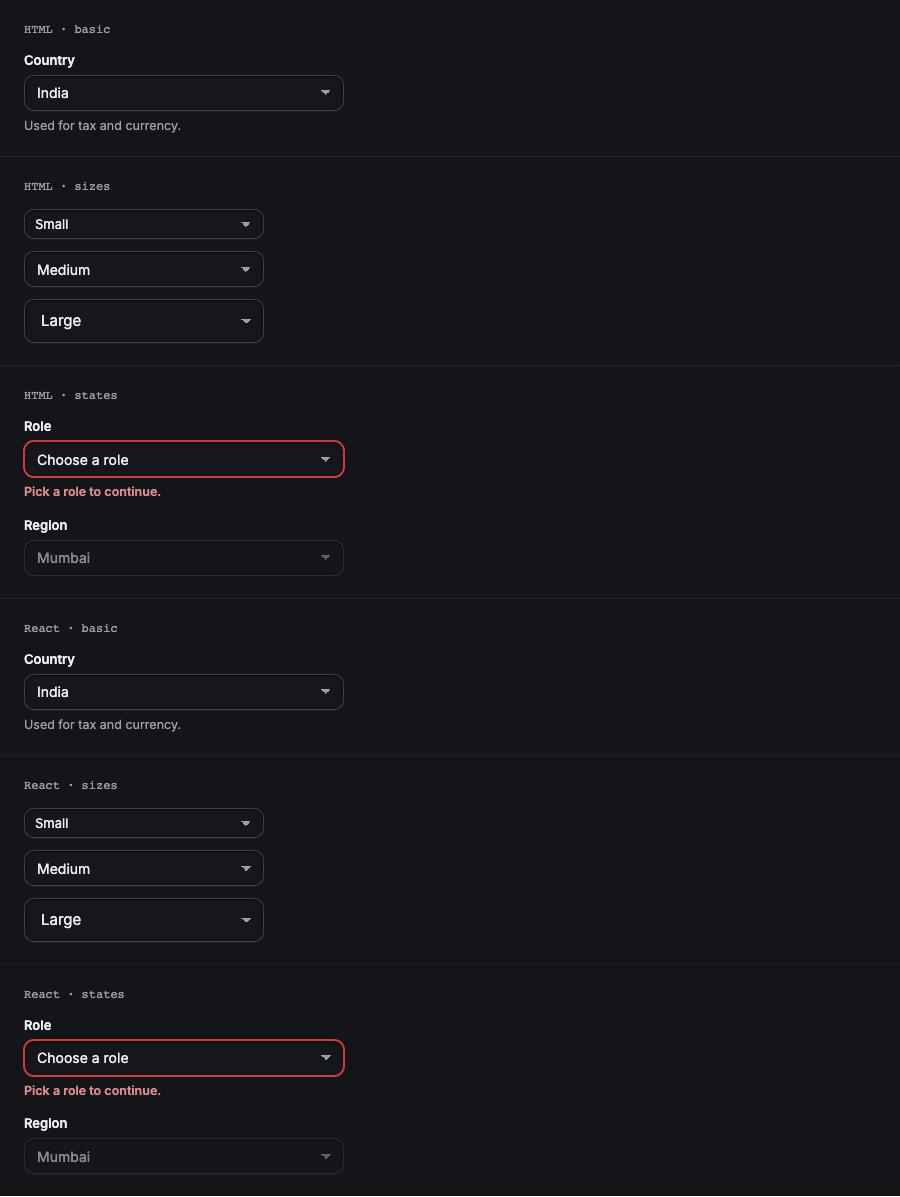 HTML · basic
Country
India
Used for tax and currency.
HTML · sizes
Small
Medium
Large
HTML · states
Role
Choose a role
Pick a role to continue.
Region
Mumbai
React · basic
Country
India
Used for tax and currency.
React · sizes
Small
Medium
Large
React · states
Role
Choose a role
Pick a role to continue.
Region
Mumbai